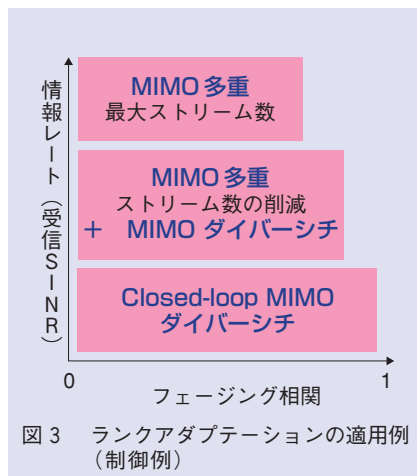 MIMO 多重
最大ストリーム数
MIMO 多重
ストリーム数の削減
＋ MIMO ダイバーシチ
Closed-loop MIMO
ダイバーシチ
情報レート（受信SINR）
0
1
フェージング相関
図 3 ランクアダプテーションの適用例
（制御例）